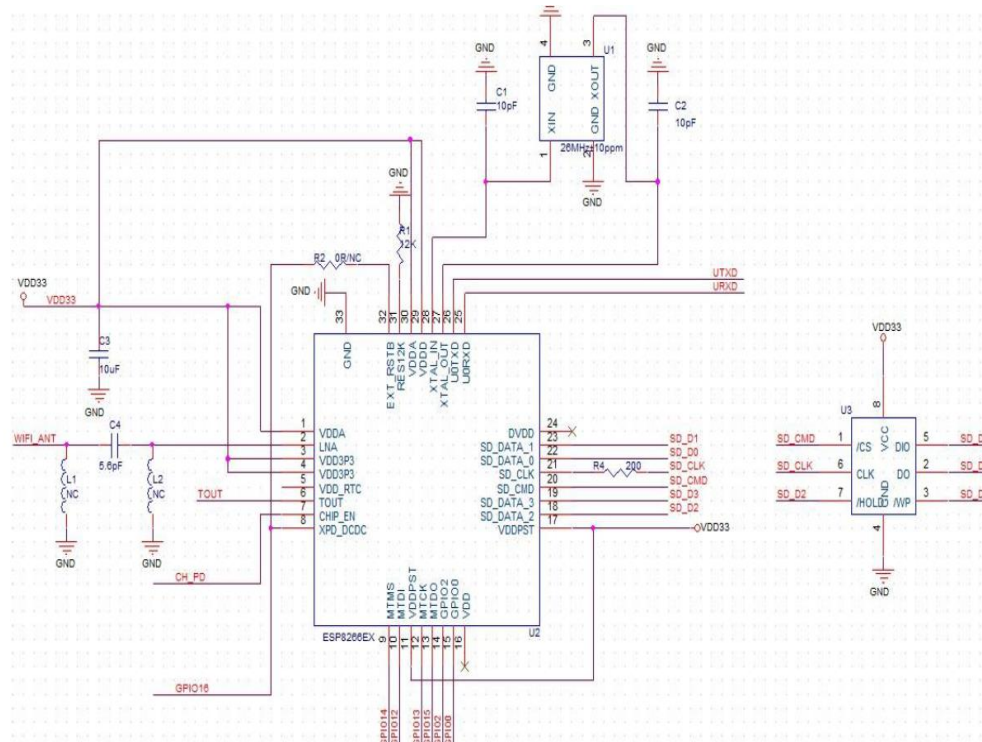 4
3
U1
GND
GND
GND XOUT
C1
10pF
C2
10pF
XIN GND
26MHz+10ppm
1
2
GND
GND
R1
12K
R2 0R/NC
UTXD
URXD
VDD33
VDD33
GND
33
32
31
30
29
28
27
26
25
VDD33
C3
10uF
GND
GND
EXT_RSTB
RES12K
VDDA
VDDD
XTAL_IN
XTAL_OUT
U0TXD
U0RXD
WIFI_ANT
C4
5.6pF
L1
NC
L2
NC
GND
GND
TOUT
CH_PD
GPIO16
1 VDDA
2 LNA
3 VDD3P3
4 VDD3P3
5 VDD_RTC
6 TOUT
7 CHIP_EN
8 XPD_DCDC
DVDD 24
SD_DATA_1 23 SD_D1
SD_DATA_0 22 SD_D0
SD_CLK 21 R4 200 SD_CLK
SD_CMD 20 SD_CMD
SD_DATA_3 19 SD_D3
SD_DATA_2 18 SD_D2
VDDPST 17 VDD33
U3
8
VCC
SD_CMD 1 /CS DIO 5
SD_CLK 6 CLK DO 2
SD_D2 7 /HOLD /WP 3
GND
4
GND
MTMS
MTDI
VDDPST
MTCK
MTDO
GPIO2
GPIO0
VDD
ESP8266EX
U2
9
10
11
12
13
14
15
16
GPIO14
GPIO12
GPIO13
GPIO15
GPIO2
GPIO0